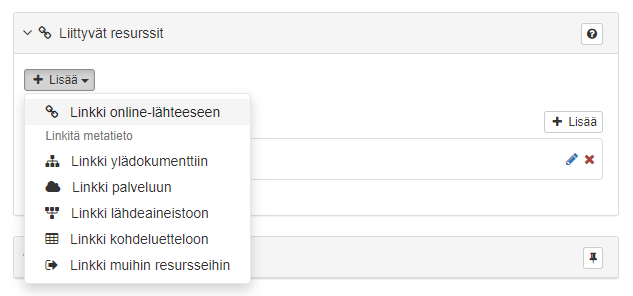 Liittyvät resurssit
+ Lisää
Linkki online-lähteeseen
Linkitä metatieto
+ Lisää
Linkki ylädokumenttiin
Linkki palveluun
Linkki lähdeaineistoon
Linkki kohdeluetteloon
Linkki muihin resursseihin